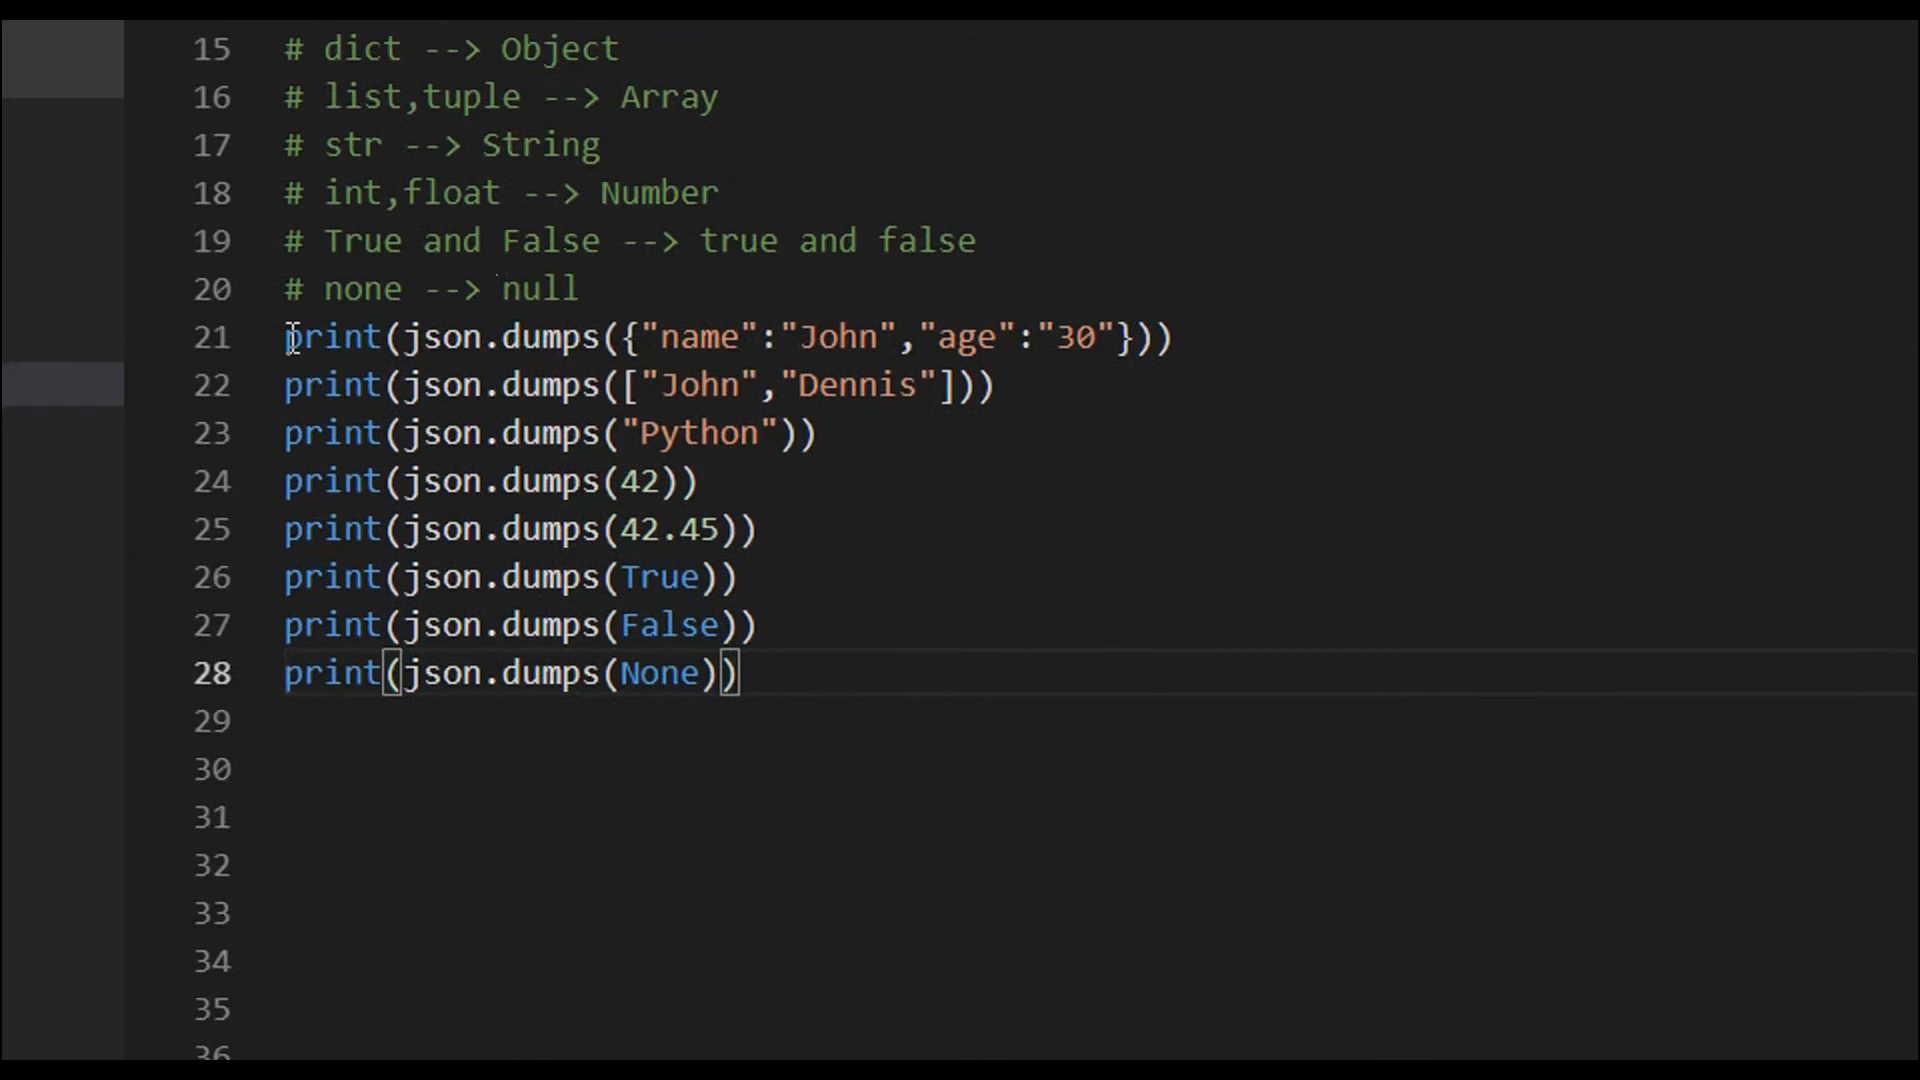 15 # dict --> Object
16 # list,tuple --> Array
17 # str --> String
18 # int,float --> Number
19 # True and False --> true and false
20 # none --> null
21 print(json.dumps({"name":"John","age":"30"}))
22 print(json.dumps(["John","Dennis"]))
23 print(json.dumps("Python"))
24 print(json.dumps(42))
25 print(json.dumps(42.45))
26 print(json.dumps(True))
27 print(json.dumps(False))
28 print(json.dumps(None))
29
30
31
32
33
34
35
36